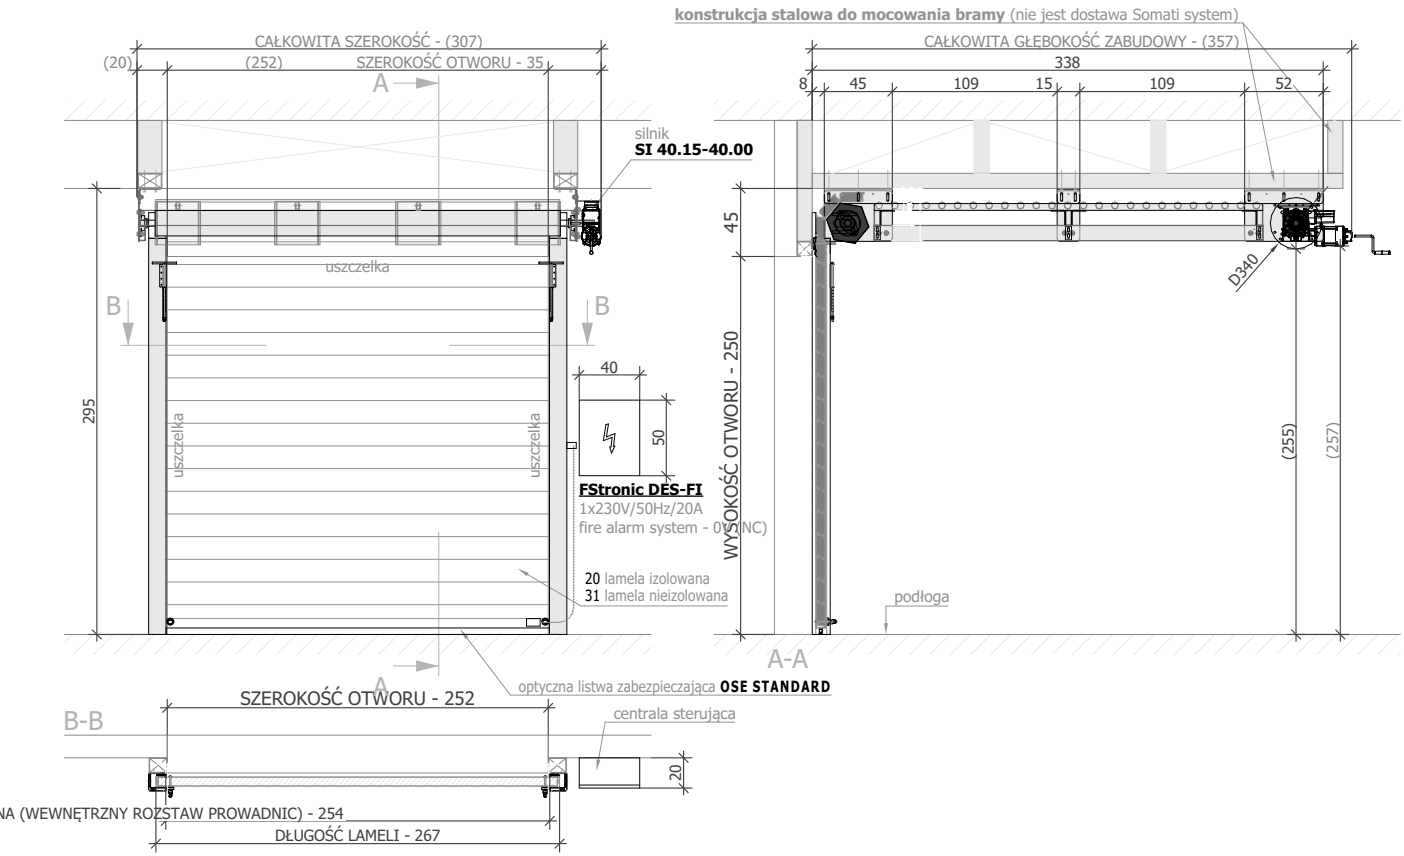 konstrukcja stalowa do mocowania bramy (nie jest dostawa Somati system)
CAŁKOWITA SZEROKOŚĆ - (307)
(20) (252) SZEROKOŚĆ OTWORU - 35
A
silnik
SI 40.15-40.00
uszczelka
B B
295
uszczelka
uszczelka
40
50
FStronic DES-FI
1x230V/50Hz/20A
fire alarm system - 0V (NC)
20 lamela izolowana
31 lamela nieizolowana
A
optyczna listwa zabezpieczająca OSE STANDARD
CAŁKOWITA GŁĘBOKOŚĆ ZABUDOWY - (357)
338
8 45 109 15 109 52
45
WYSOKOŚĆ OTWORU - 250
D340
(255)
(257)
podłoga
A-A
B-B
SZEROKOŚĆ OTWORU - 252
centrala sterująca
20
NA (WEWNĘTRZNY ROZSTAW PROWADNIC) - 254
DŁUGOŚĆ LAMELI - 267